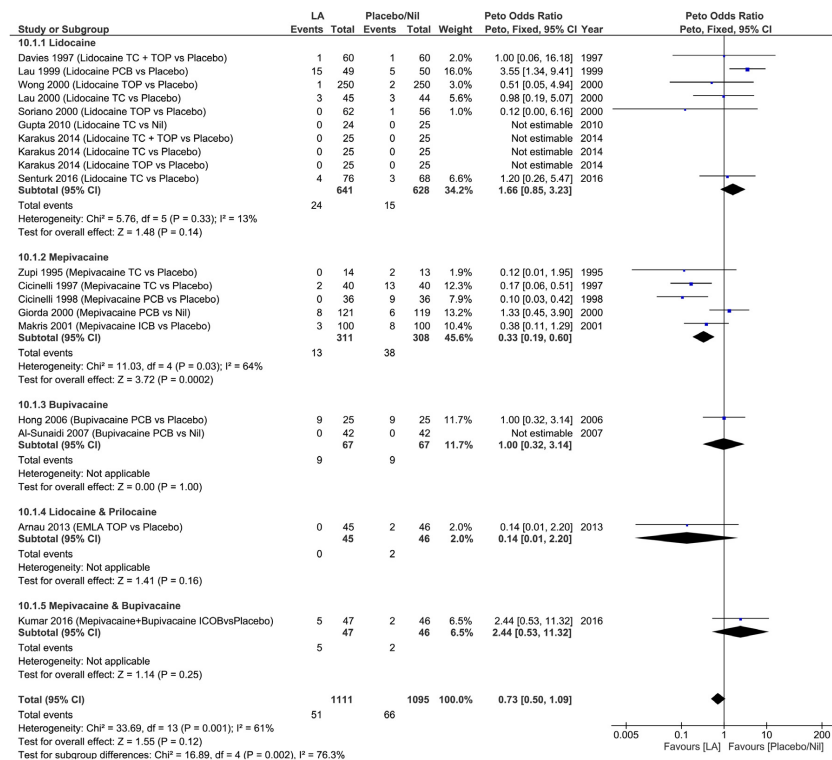 LA Placebo/Nil Peto Odds Ratio Peto Odds Ratio
Study or Subgroup Events Total Events Total Weight Peto, Fixed, 95% CI Year Peto, Fixed, 95% CI
10.1.1 Lidocaine
Davies 1997 (Lidocaine TC + TOP vs Placebo) 1 60 1 60 2.0% 1.00 [0.06, 16.18] 1997
Lau 1999 (Lidocaine PCB vs Placebo) 15 49 5 50 16.0% 3.55 [1.34, 9.41] 1999
Wong 2000 (Lidocaine TOP vs Placebo) 1 250 2 250 3.0% 0.51 [0.05, 4.94] 2000
Lau 2000 (Lidocaine TC vs Placebo) 3 45 3 44 5.6% 0.98 [0.19, 5.07] 2000
Soriano 2000 (Lidocaine TOP vs Placebo) 0 62 1 56 1.0% 0.12 [0.00, 6.16] 2000
Gupta 2010 (Lidocaine TC vs Nil) 0 24 0 25 Not estimable 2010
Karakus 2014 (Lidocaine TC + TOP vs Placebo) 0 25 0 25 Not estimable 2014
Karakus 2014 (Lidocaine TC vs Placebo) 0 25 0 25 Not estimable 2014
Karakus 2014 (Lidocaine TOP vs Placebo) 0 25 0 25 Not estimable 2014
Senturk 2016 (Lidocaine TC vs Placebo) 4 76 3 68 6.6% 1.20 [0.26, 5.47] 2016
Subtotal (95% CI) 641 628 34.2% 1.66 [0.85, 3.23]
Total events 24 15
Heterogeneity: Chi² = 5.76, df = 5 (P = 0.33); I² = 13%
Test for overall effect: Z = 1.48 (P = 0.14)
10.1.2 Mepivacaine
Zupi 1995 (Mepivacaine TC vs Placebo) 0 14 2 13 1.9% 0.12 [0.01, 1.95] 1995
Cicinelli 1997 (Mepivacaine TC vs Placebo) 2 40 13 40 14.2% 0.17 [0.06, 0.51] 1997
Cicinelli 1998 (Mepivacaine PCB vs Placebo) 0 36 9 36 7.9% 0.10 [0.03, 0.42] 1998
Giorda 2000 (Mepivacaine PCB vs Nil) 8 121 6 119 11.2% 1.33 [0.45, 3.90] 2000
Makris 2001 (Mepivacaine ICB vs Placebo) 3 100 8 100 10.4% 0.38 [0.11, 1.29] 2001
Subtotal (95% CI) 311 308 45.6% 0.33 [0.19, 0.60]
Total events 13 38
Heterogeneity: Chi² = 11.03, df = 4 (P = 0.03); I² = 64%
Test for overall effect: Z = 3.72 (P = 0.0002)
10.1.3 Bupivacaine
Hong 2006 (Bupivacaine PCB vs Placebo) 9 25 9 25 11.7% 1.00 [0.32, 3.14] 2006
Al-Sunaidi 2007 (Bupivacaine PCB vs Nil) 0 42 0 42 Not estimable 2007
Subtotal (95% CI) 67 67 11.7% 1.00 [0.32, 3.14]
Total events 9 9
Heterogeneity: Not applicable
Test for overall effect: Z = 0.00 (P = 1.00)
10.1.4 Lidocaine & Prilocaine
Arnau 2013 (EMLA TOP vs Placebo) 0 45 2 46 2.0% 0.14 [0.01, 2.20] 2013
Subtotal (95% CI) 45 46 2.0% 0.14 [0.01, 2.20]
Total events 0 2
Heterogeneity: Not applicable
Test for overall effect: Z = 1.41 (P = 0.16)
10.1.5 Mepivacaine & Bupivacaine
Kumar 2016 (Mepivacaine+Bupivacaine ICOBvsPlacebo) 5 47 2 46 6.5% 2.44 [0.53, 11.32] 2016
Subtotal (95% CI) 47 46 6.5% 2.44 [0.53, 11.32]
Total events 5 2
Heterogeneity: Not applicable
Test for overall effect: Z = 1.14 (P = 0.25)
Total (95% CI) 1111 1095 100.0% 0.73 [0.50, 1.09]
Total events 51 66
Heterogeneity: Chi² = 33.69, df = 13 (P = 0.001); I² = 61%
Test for overall effect: Z = 1.55 (P = 0.12)
Test for subgroup differences: Chi² = 16.89, df = 4 (P = 0.002), I² = 76.3%
0.005 0.1 1 10 200
Favours [LA] Favours [Placebo/Nil]